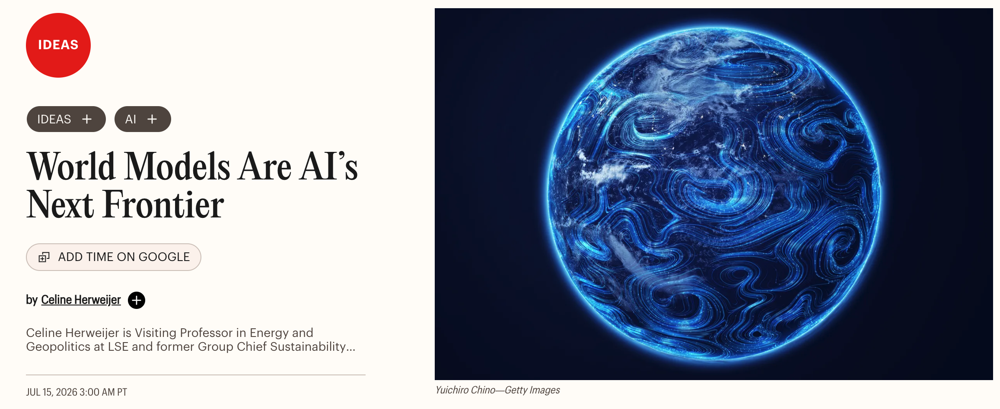 IDEAS
IDEAS +
AI +
World Models Are AI’s
Next Frontier
ADD TIME ON GOOGLE
by Celine Herweijer
Celine Herweijer is Visiting Professor in Energy and
Geopolitics at LSE and former Group Chief Sustainability...
JUL 15, 2026 3:00 AM PT
Yuichiro Chino—Getty Images